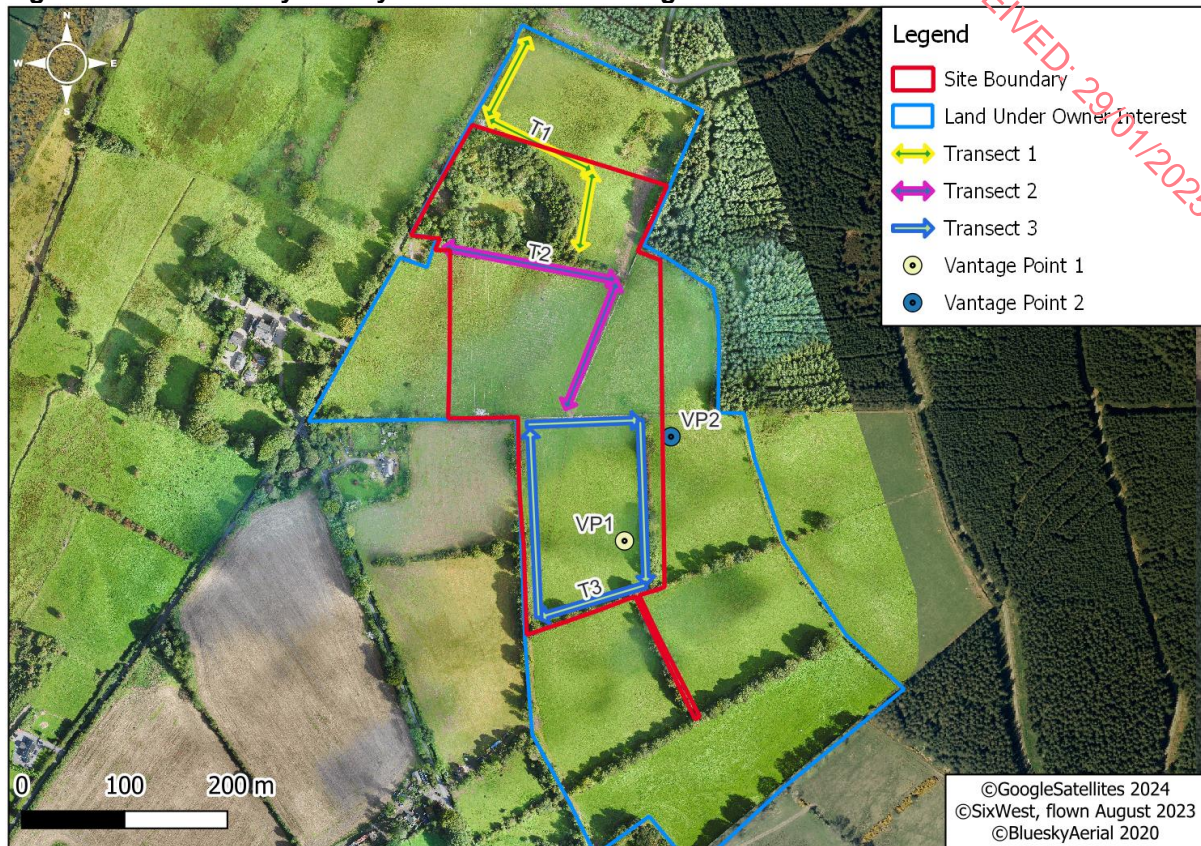 N
W E
S
Legend
Site Boundary
Land Under Owner Interest
Transect 1
Transect 2
Transect 3
Vantage Point 1
Vantage Point 2
EIVED: 29/01/2025
T1
T2
VP2
VP1
T3
0 100 200 m
©GoogleSatellites 2024
©SixWest, flown August 2023
©BlueskyAerial 2020